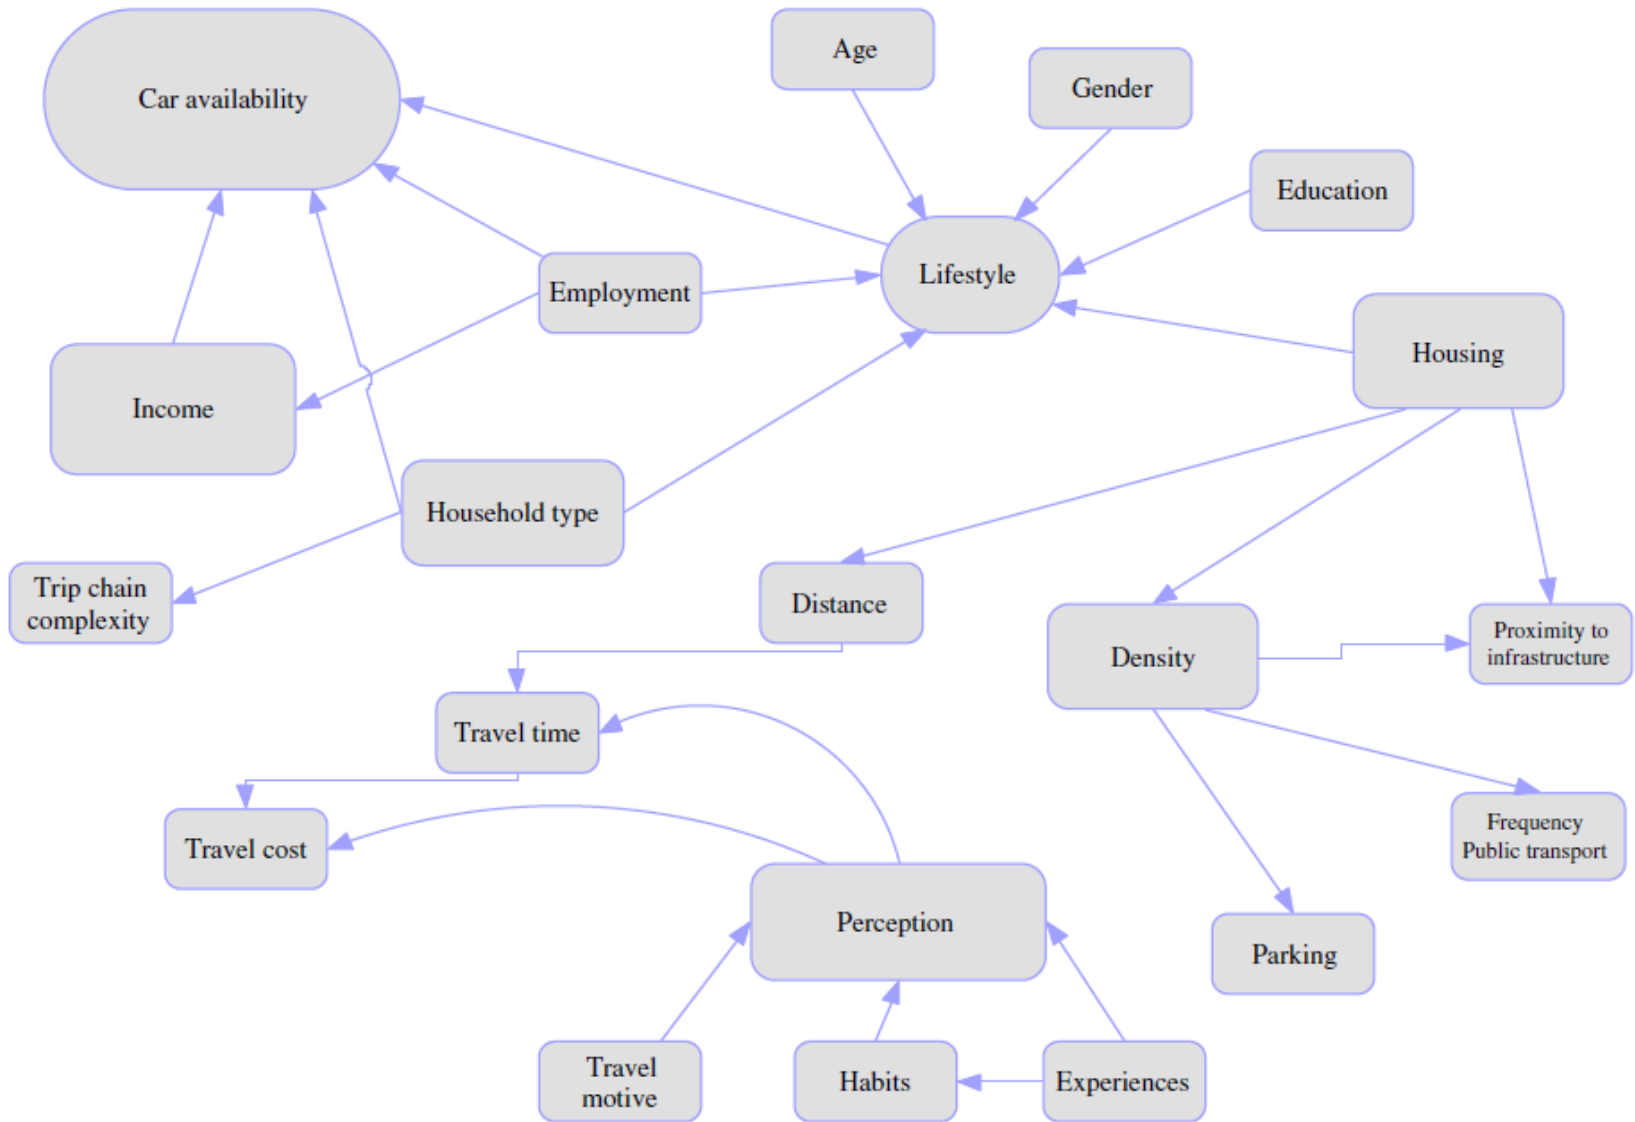 Age
Gender
Car availability
Education
Lifestyle
Employment
Housing
Income
Household type
Trip chain
complexity
Distance
Proximity to
infrastructure
Density
Travel time
Frequency
Public transport
Travel cost
Perception
Parking
Travel
motive
Habits
Experiences